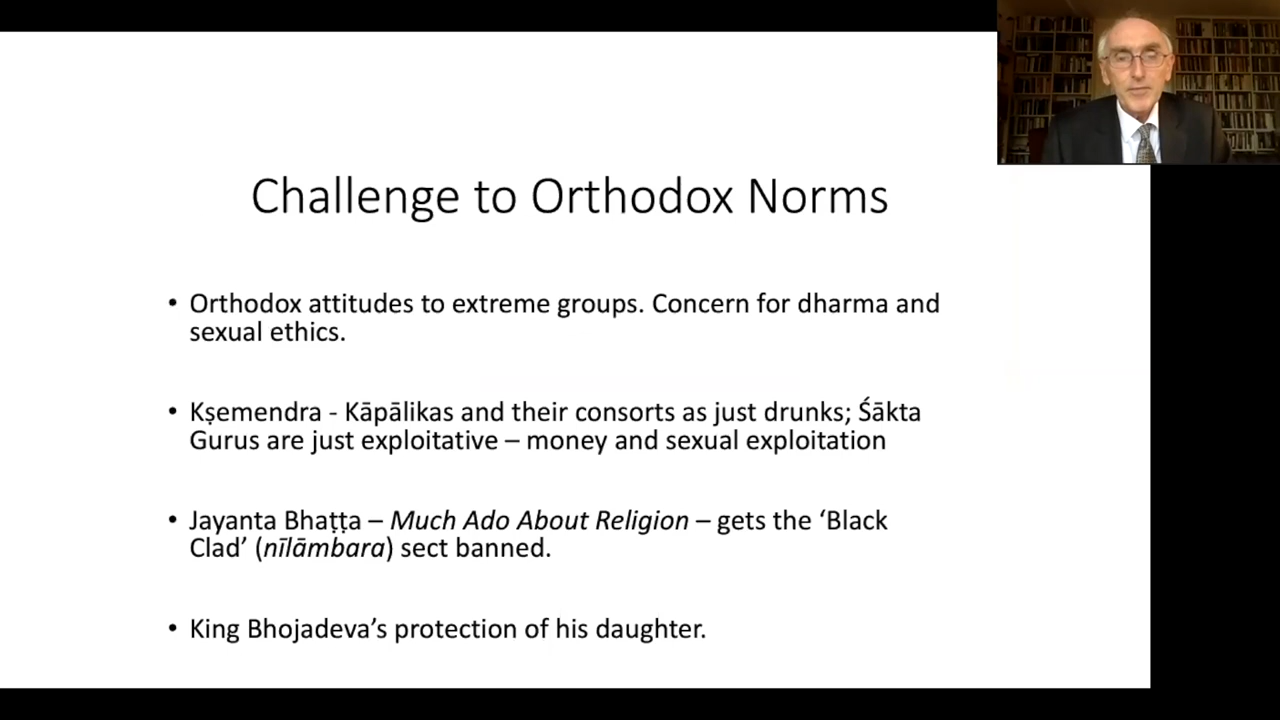 Challenge to Orthodox Norms
• Orthodox attitudes to extreme groups. Concern for dharma and
sexual ethics.
• Kṣemendra - Kāpālikas and their consorts as just drunks; Śākta
Gurus are just exploitative – money and sexual exploitation
• Jayanta Bhaṭṭa – Much Ado About Religion – gets the ‘Black
Clad’ (nīlāmbara) sect banned.
• King Bhojadeva’s protection of his daughter.